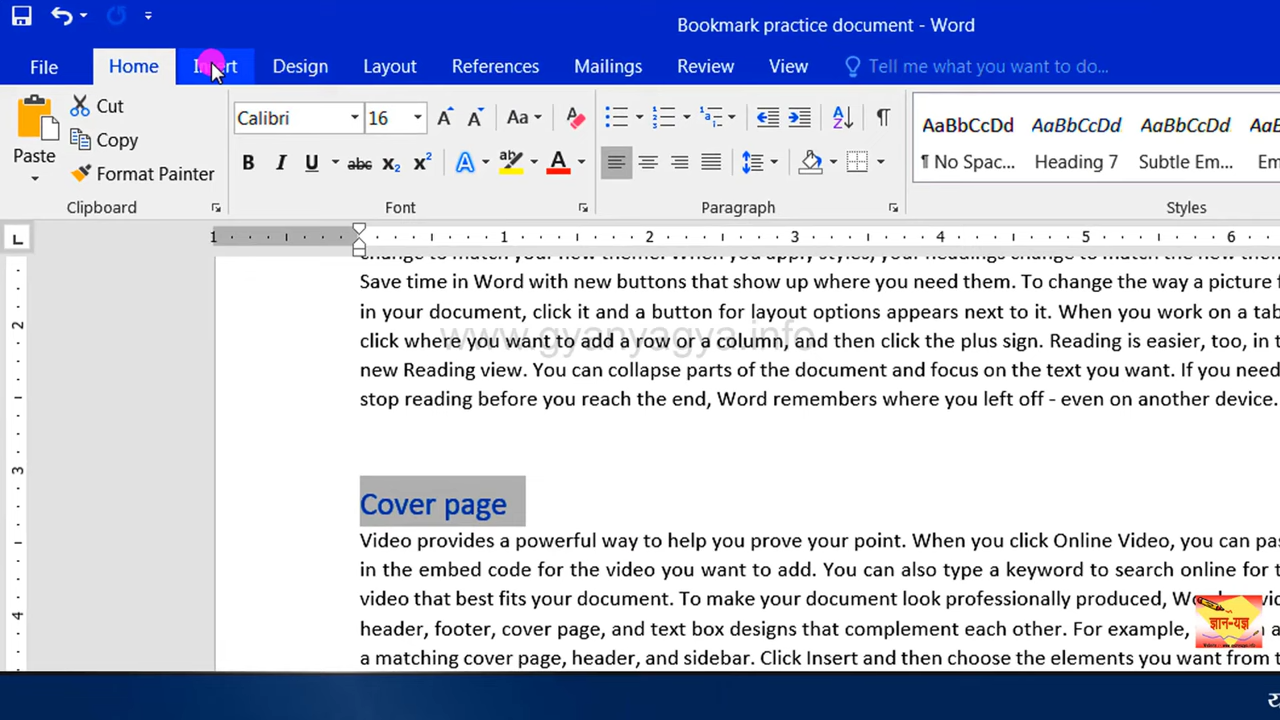 Bookmark practice document - Word
File Home Insert Design Layout References Mailings Review View Tell me what you want to do...
Cut
Copy
Format Painter
Paste
Calibri 16 Aa
AaBbCcDd AaBbCcDd AaBbCcDd
¶ No Spac... Heading 7 Subtle Em...
B I U abc x₂ x² A ab A
Clipboard Font Paragraph Styles
L 1 1 2 3 4 5 6
Save time in Word with new buttons that show up where you need them. To change the way a picture
in your document, click it and a button for layout options appears next to it. When you work on a
www.gyanyagya.info
click where you want to add a row or a column, and then click the plus sign. Reading is easier, too, in
new Reading view. You can collapse parts of the document and focus on the text you want. If you need
stop reading before you reach the end, Word remembers where you left off - even on another device.
Cover page
Video provides a powerful way to help you prove your point. When you click Online Video, you can
in the embed code for the video you want to add. You can also type a keyword to search online for
video that best fits your document. To make your document look professionally produced,
header, footer, cover page, and text box designs that complement each other. For example,
a matching cover page, header, and sidebar. Click Insert and then choose the elements you want from
ज्ञान-यज्ञ
2
3
4